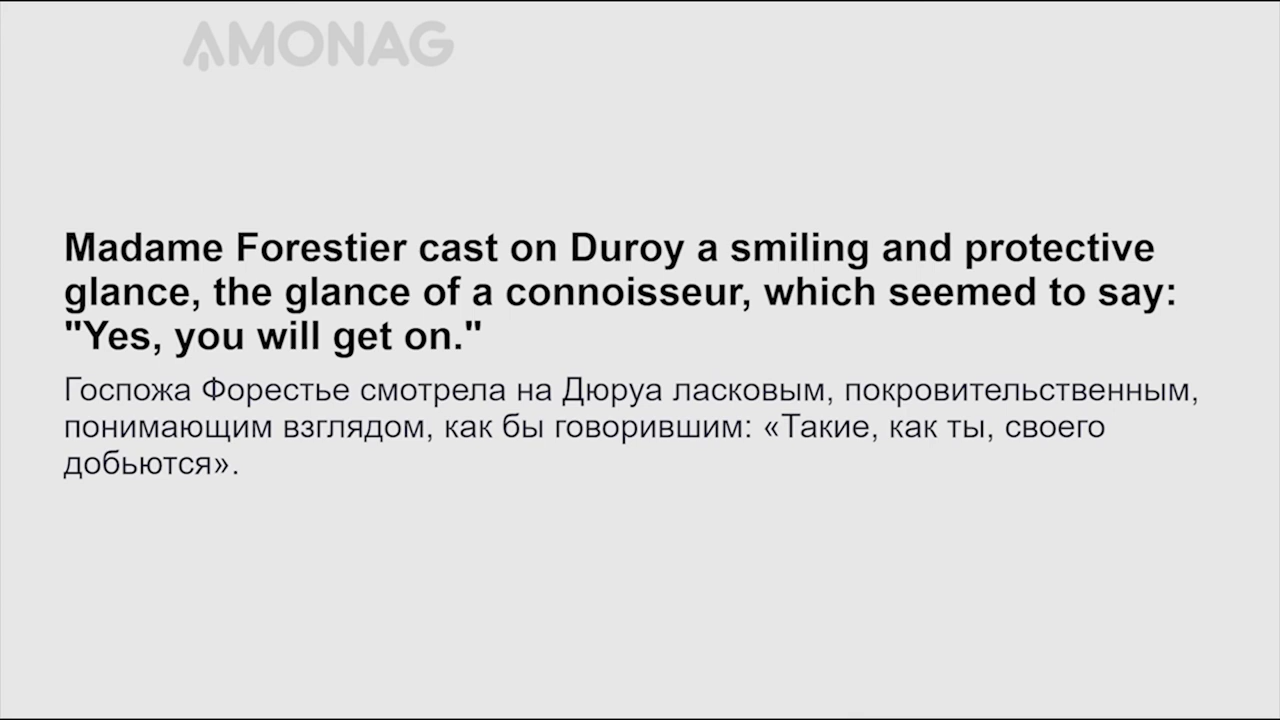 AMONAG
Madame Forestier cast on Duroy a smiling and protective
glance, the glance of a connoisseur, which seemed to say:
"Yes, you will get on."
Госпожа Форестье смотрела на Дюруа ласковым, покровительственным,
понимающим взглядом, как бы говорившим: «Такие, как ты, своего
добьются».